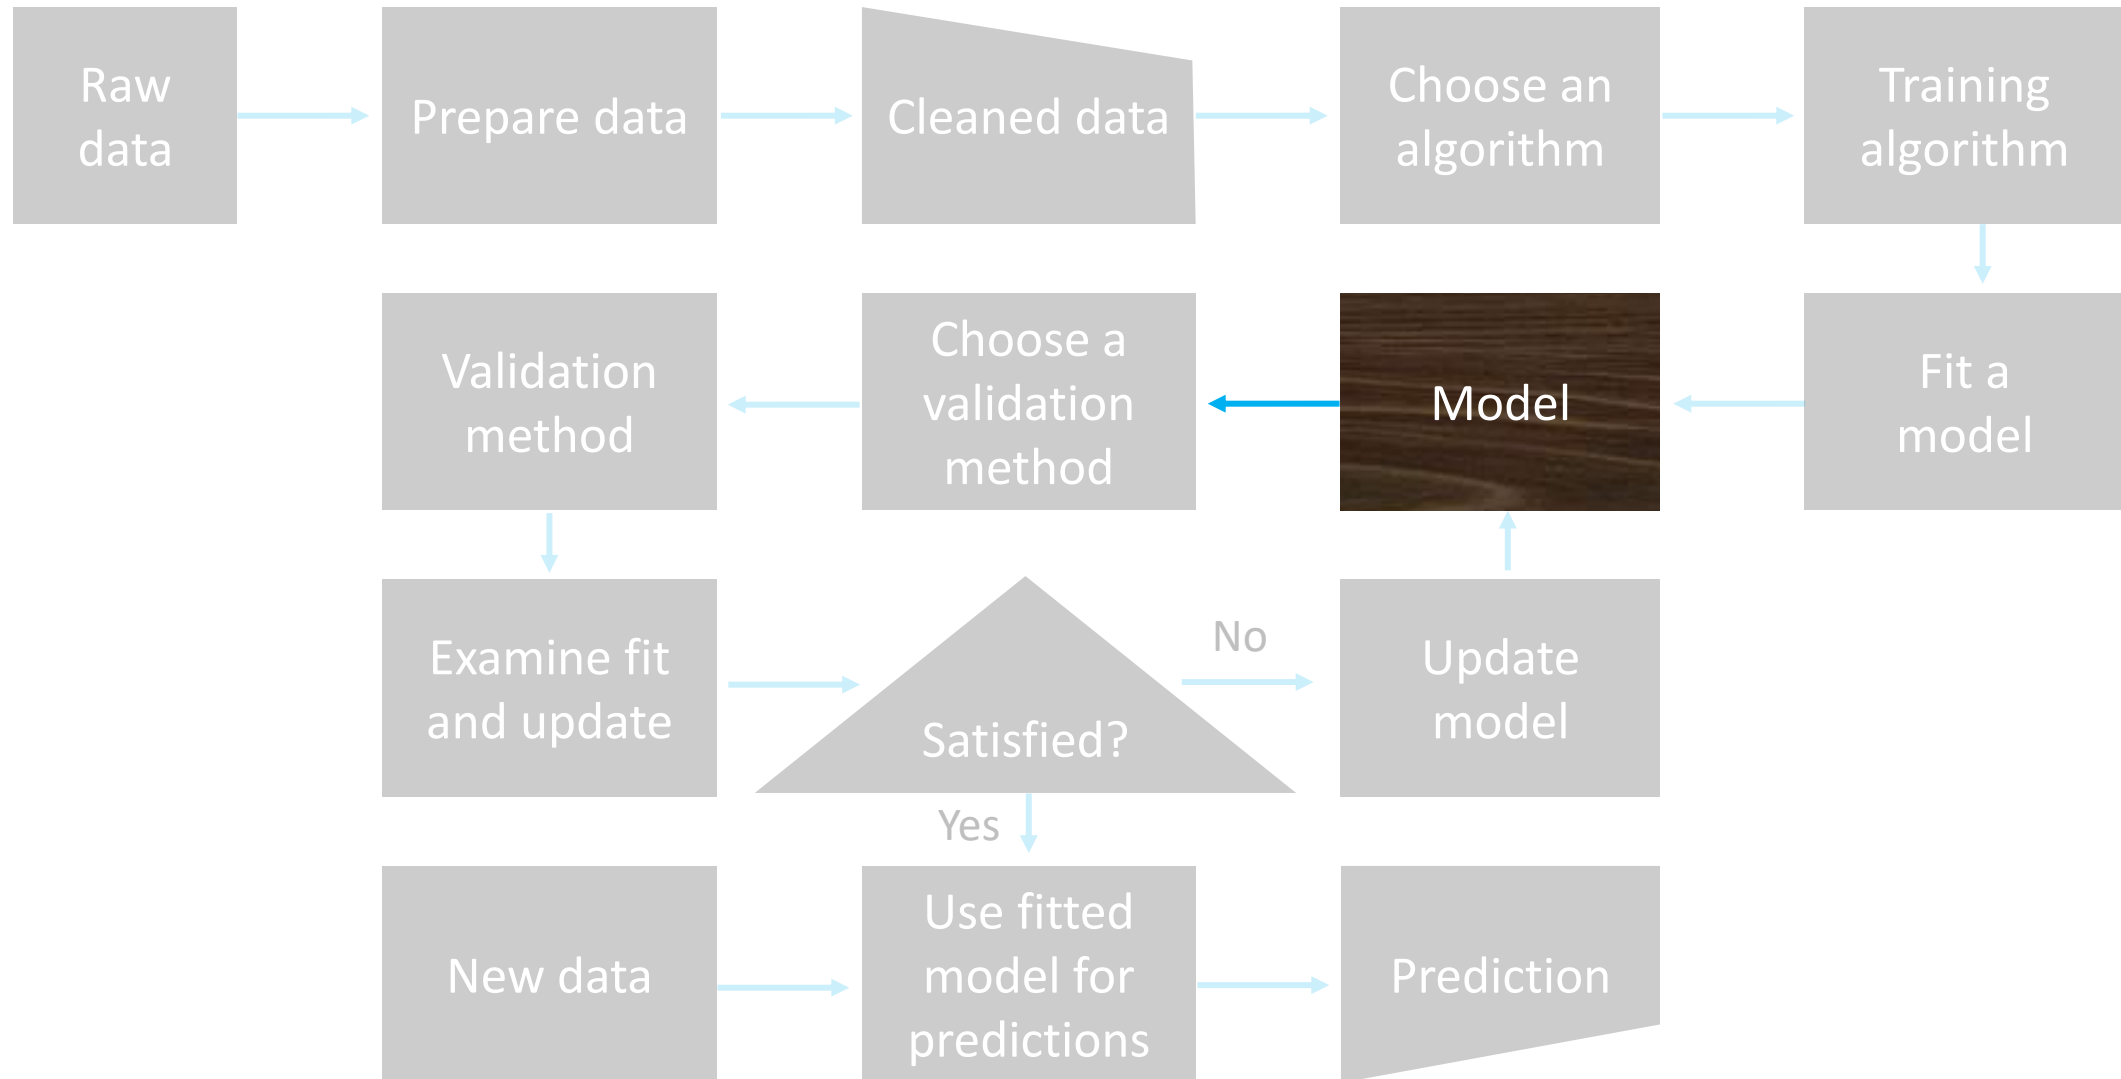 Raw
data
Prepare data
Cleaned data
Choose an
algorithm
Training
algorithm
Validation
method
Choose a
validation
method
Model
Fit a
model
Examine fit
and update
Satisfied?
No
Update
model
Yes
New data
Use fitted
model for
predictions
Prediction